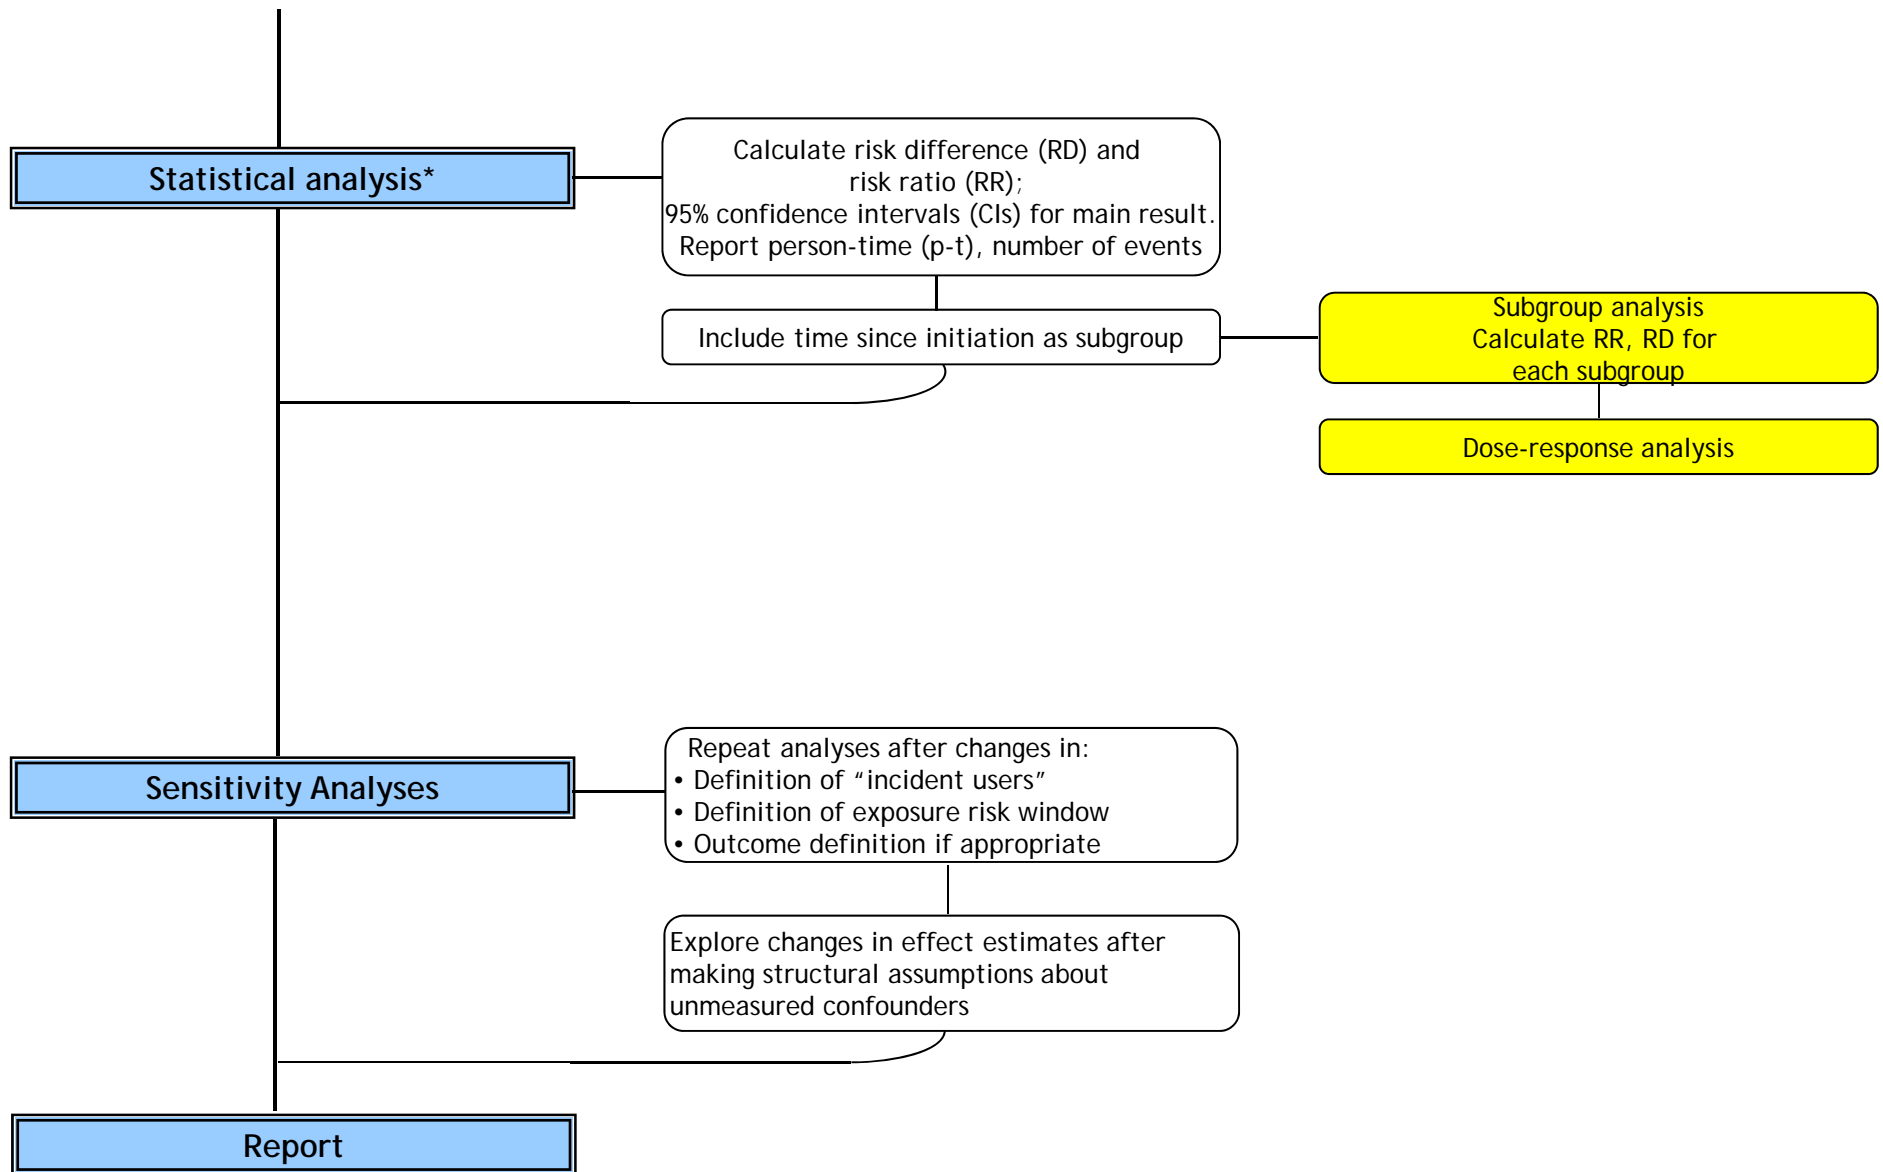 Statistical analysis*
Calculate risk difference (RD) and
risk ratio (RR);
95% confidence intervals (CIs) for main result.
Report person-time (p-t), number of events
Include time since initiation as subgroup
Subgroup analysis
Calculate RR, RD for
each subgroup
Dose-response analysis
Sensitivity Analyses
Repeat analyses after changes in:
• Definition of “incident users”
• Definition of exposure risk window
• Outcome definition if appropriate
Explore changes in effect estimates after
making structural assumptions about
unmeasured confounders
Report